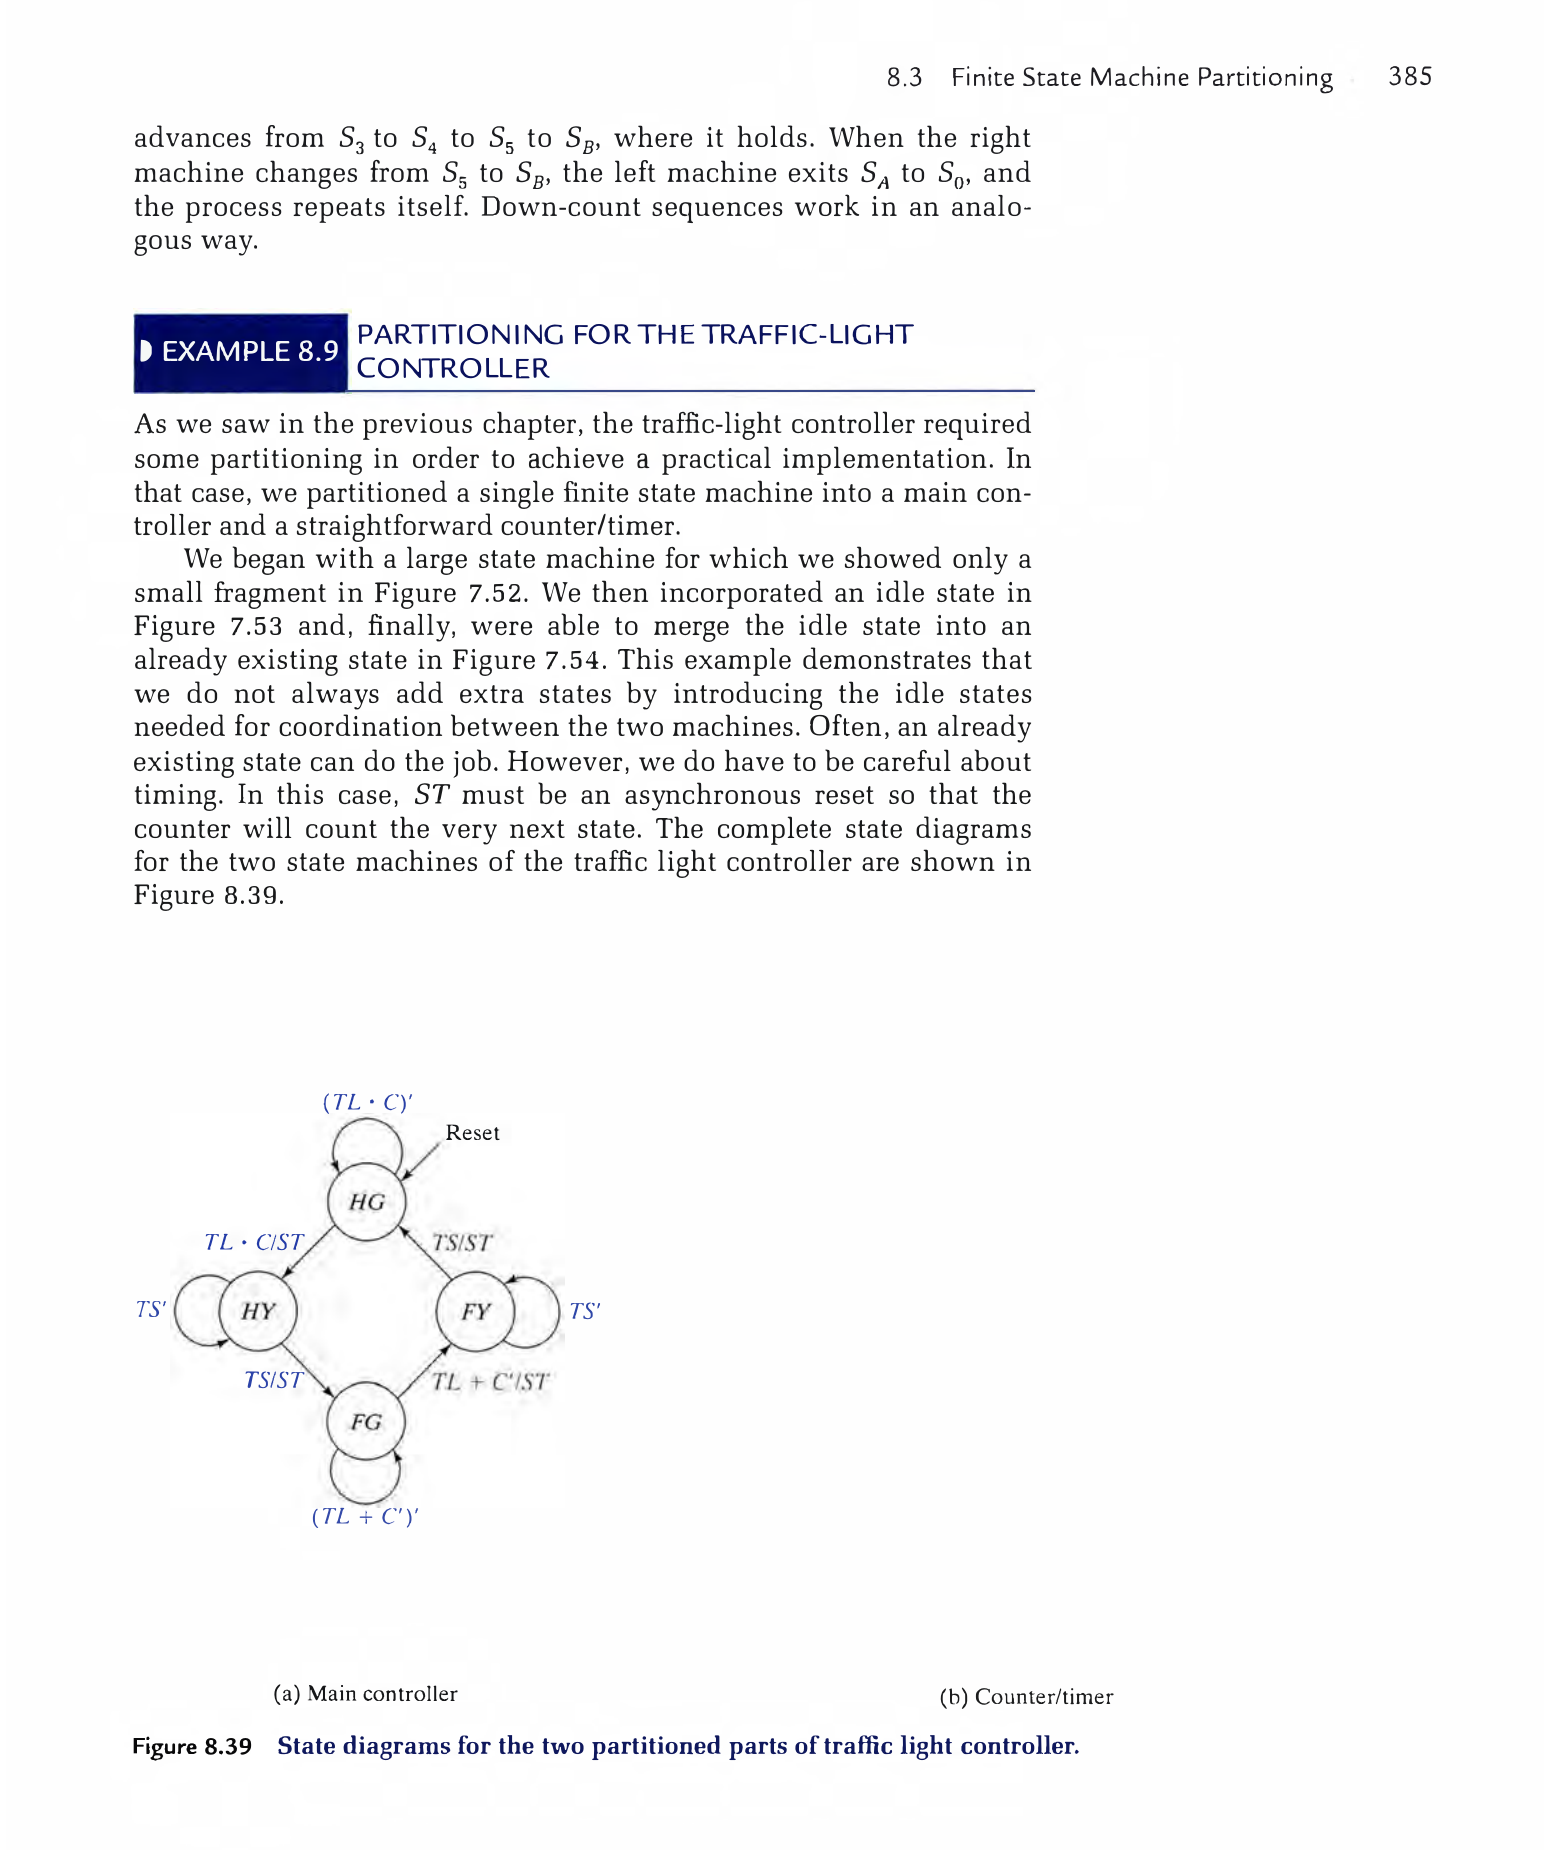 8.3 Finite State Machine Partitioning 385
advances from S3 to S4 to S5 to SB, where it holds. When the right
machine changes from S5 to SB, the left machine exits SA to S0, and
the process repeats itself. Down-count sequences work in an analo-
gous way.
EXAMPLE 8.9
PARTITIONING FOR THE TRAFFIC-LIGHT
CONTROLLER
As we saw in the previous chapter, the traffic-light controller required
some partitioning in order to achieve a practical implementation. In
that case, we partitioned a single finite state machine into a main con-
troller and a straightforward counter/timer.
We began with a large state machine for which we showed only a
small fragment in Figure 7.52. We then incorporated an idle state in
Figure 7.53 and, finally, were able to merge the idle state into an
already existing state in Figure 7.54. This example demonstrates that
we do not always add extra states by introducing the idle states
needed for coordination between the two machines. Often, an already
existing state can do the job. However, we do have to be careful about
timing. In this case, ST must be an asynchronous reset so that the
counter will count the very next state. The complete state diagrams
for the two state machines of the traffic light controller are shown in
Figure 8.39.
(TL • C)'
Reset
HG
TL • C/ST
TS/ST
TS'
HY
FY
TS'
TS/ST
TL + C'/ST
FG
(TL + C')'
(a) Main controller
(b) Counter/timer
Figure 8.39 State diagrams for the two partitioned parts of traffic light controller.